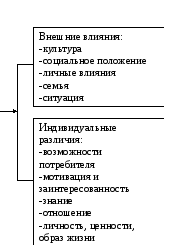 Внешние влияния:
-культура
-социальное положение
-личные влияния
-семья
-ситуация
Индивидуальные
различия:
-возможности
потребителя
-мотивация и
заинтересованность
-знание
-отношение
-личность, ценности,
образ жизни